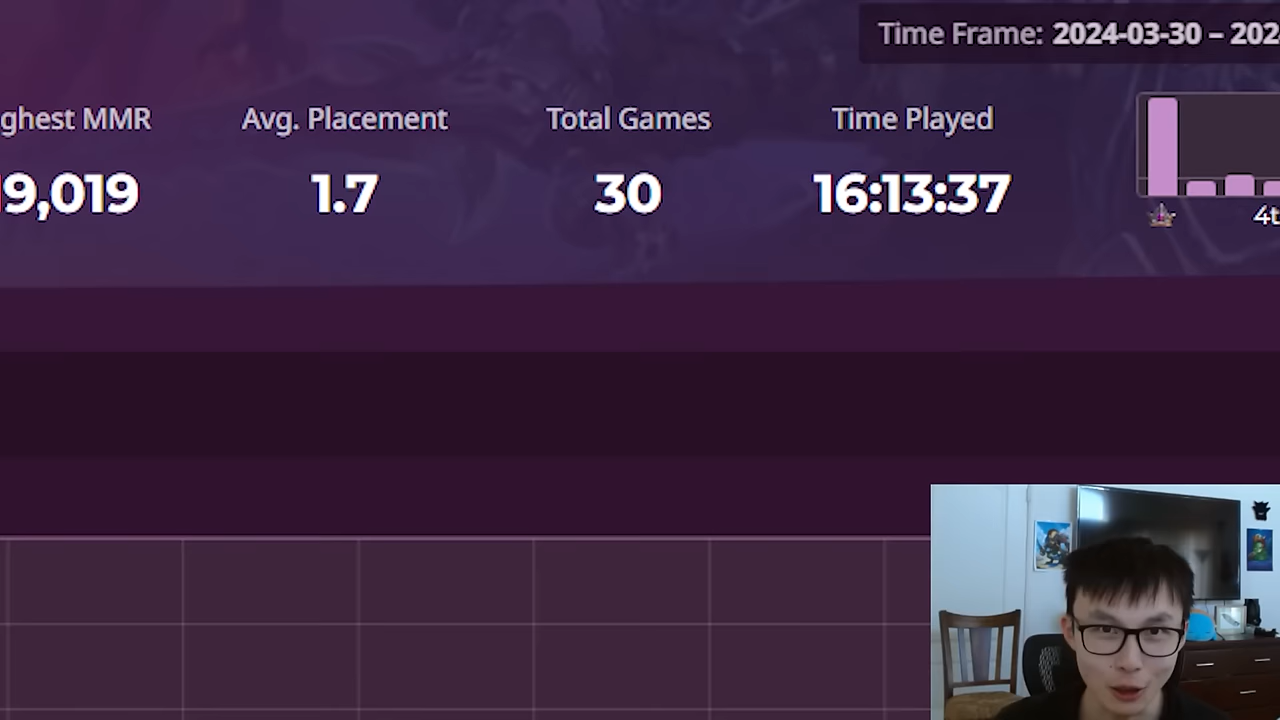 Time Frame: 2024-03-30 – 202
ghest MMR
Avg. Placement
Total Games
Time Played
9,019
1.7
30
16:13:37
4t